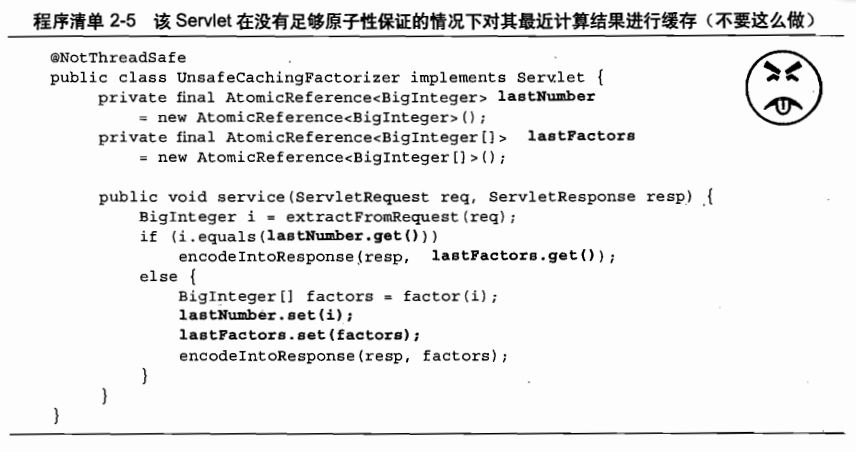 程序清单 2-5 该 Servlet 在没有足够原子性保证的情况下对其最近计算结果进行缓存（不要这么做）
@NotThreadSafe
public class UnsafeCachingFactorizer implements Servlet {
    private final AtomicReference<BigInteger> lastNumber
        = new AtomicReference<BigInteger>();
    private final AtomicReference<BigInteger[]> lastFactors
        = new AtomicReference<BigInteger[]>();

    public void service(ServletRequest req, ServletResponse resp) {
        BigInteger i = extractFromRequest(req);
        if (i.equals(lastNumber.get()))
            encodeIntoResponse(resp, lastFactors.get());
        else {
            BigInteger[] factors = factor(i);
            lastNumber.set(i);
            lastFactors.set(factors);
            encodeIntoResponse(resp, factors);
        }
    }
}